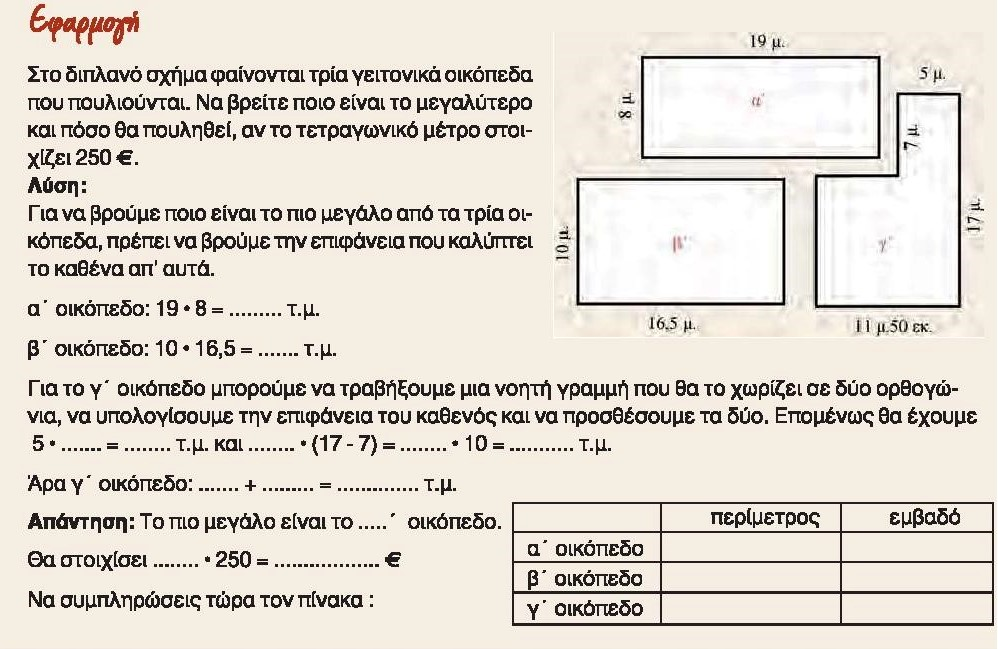 Εφαρμογή
Στο διπλανό σχήμα φαίνονται τρία γειτονικά οικόπεδα
που πουλιούνται. Να βρείτε ποιο είναι το μεγαλύτερο
και πόσο θα πουληθεί, αν το τετραγωνικό μέτρο στοι-
χίζει 250 €.
Λύση:
Για να βρούμε ποιο είναι το πιο μεγάλο από τα τρία οι-
κόπεδα, πρέπει να βρούμε την επιφάνεια που καλύπτει
το καθένα απ' αυτά.
α΄ οικόπεδο: 19 • 8 = ......... τ.μ.
β΄ οικόπεδο: 10 • 16,5 = ....... τ.μ.
19 μ.
8 μ.
α΄
5 μ.
7 μ.
17 μ.
10 μ.
β΄
γ΄
16,5 μ.
11 μ.50 εκ.
Για το γ΄ οικόπεδο μπορούμε να τραβήξουμε μια νοητή γραμμή που θα το χωρίζει σε δύο ορθογώ-
νια, να υπολογίσουμε την επιφάνεια του καθενός και να προσθέσουμε τα δύο. Επομένως θα έχουμε
5 • ....... = ........ τ.μ. και ........ • (17 - 7) = ........ • 10 = ........... τ.μ.
Άρα γ΄ οικόπεδο: ....... + ......... = .............. τ.μ.
Απάντηση: Το πιο μεγάλο είναι το .....΄ οικόπεδο.
Θα στοιχίσει ........ • 250 = .................. €
Να συμπληρώσεις τώρα τον πίνακα :
περίμετρος εμβαδό
α΄ οικόπεδο
β΄ οικόπεδο
γ΄ οικόπεδο